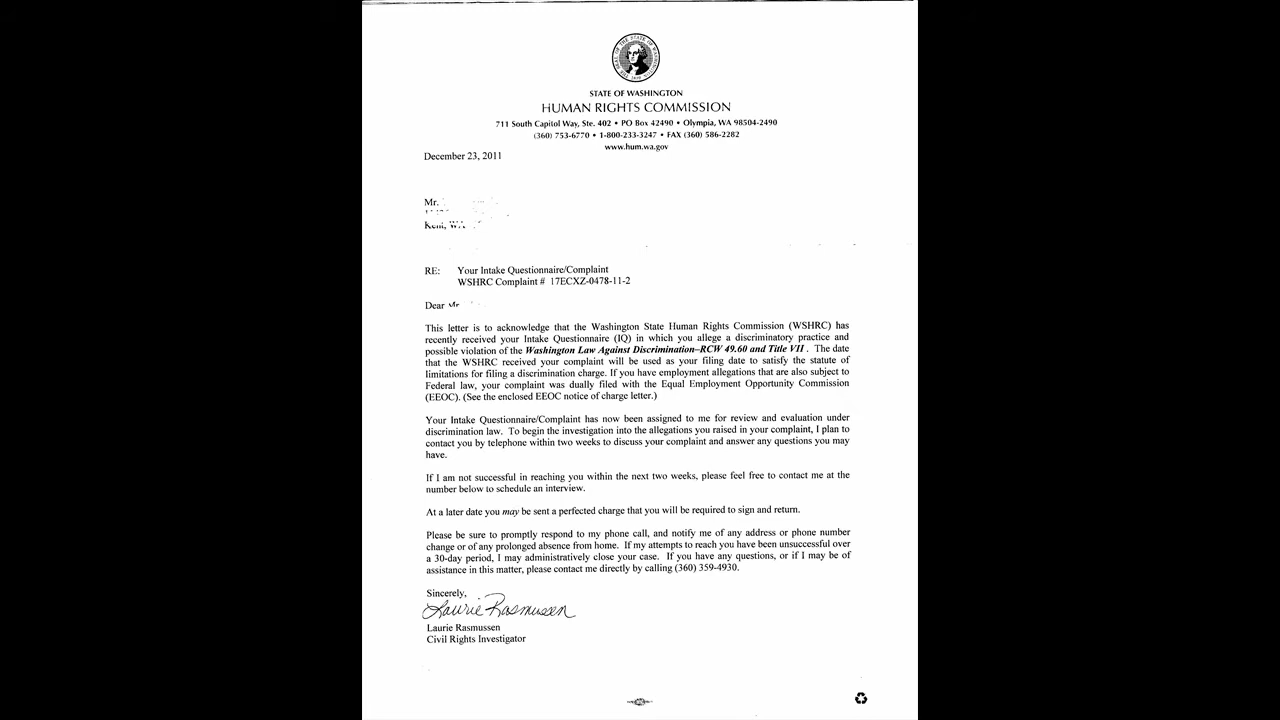 STATE OF WASHINGTON
HUMAN RIGHTS COMMISSION
711 South Capitol Way, Ste. 402 • PO Box 42490 • Olympia, WA 98504-2490
(360) 753-6770 • 1-800-233-3247 • FAX (360) 586-2282
www.hum.wa.gov
December 23, 2011
Mr.
Kent, WA
RE: Your Intake Questionnaire/Complaint
WSHRC Complaint # 17ECXZ-0478-11-2
Dear Mr
This letter is to acknowledge that the Washington State Human Rights Commission (WSHRC) has
recently received your Intake Questionnaire (IQ) in which you allege a discriminatory practice and
possible violation of the Washington Law Against Discrimination–RCW 49.60 and Title VII . The date
that the WSHRC received your complaint will be used as your filing date to satisfy the statute of
limitations for filing a discrimination charge. If you have employment allegations that are also subject to
Federal law, your complaint was dually filed with the Equal Employment Opportunity Commission
(EEOC). (See the enclosed EEOC notice of charge letter.)
Your Intake Questionnaire/Complaint has now been assigned to me for review and evaluation under
discrimination law. To begin the investigation into the allegations you raised in your complaint, I plan to
contact you by telephone within two weeks to discuss your complaint and answer any questions you may
have.
If I am not successful in reaching you within the next two weeks, please feel free to contact me at the
number below to schedule an interview.
At a later date you may be sent a perfected charge that you will be required to sign and return.
Please be sure to promptly respond to my phone call, and notify me of any address or phone number
change or of any prolonged absence from home. If my attempts to reach you have been unsuccessful over
a 30-day period, I may administratively close your case. If you have any questions, or if I may be of
assistance in this matter, please contact me directly by calling (360) 359-4930.
Sincerely,
Laurie Rasmussen
Laurie Rasmussen
Civil Rights Investigator